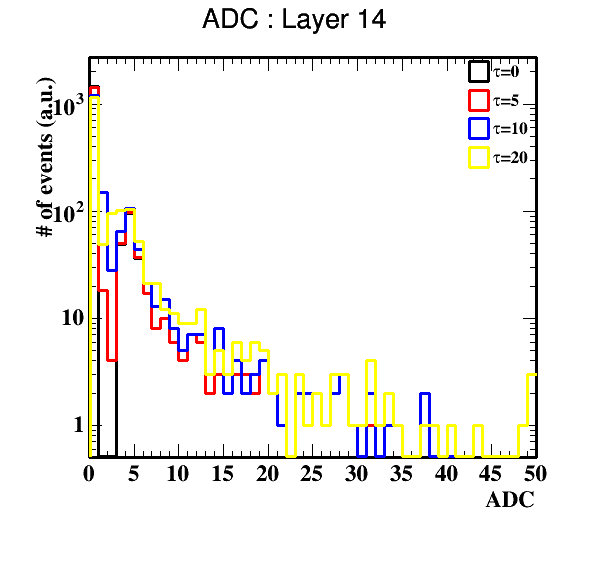 ADC : Layer 14
# of events (a.u.)
10³
10²
10
1
τ=0
τ=5
τ=10
τ=20
0 5 10 15 20 25 30 35 40 45 50
ADC